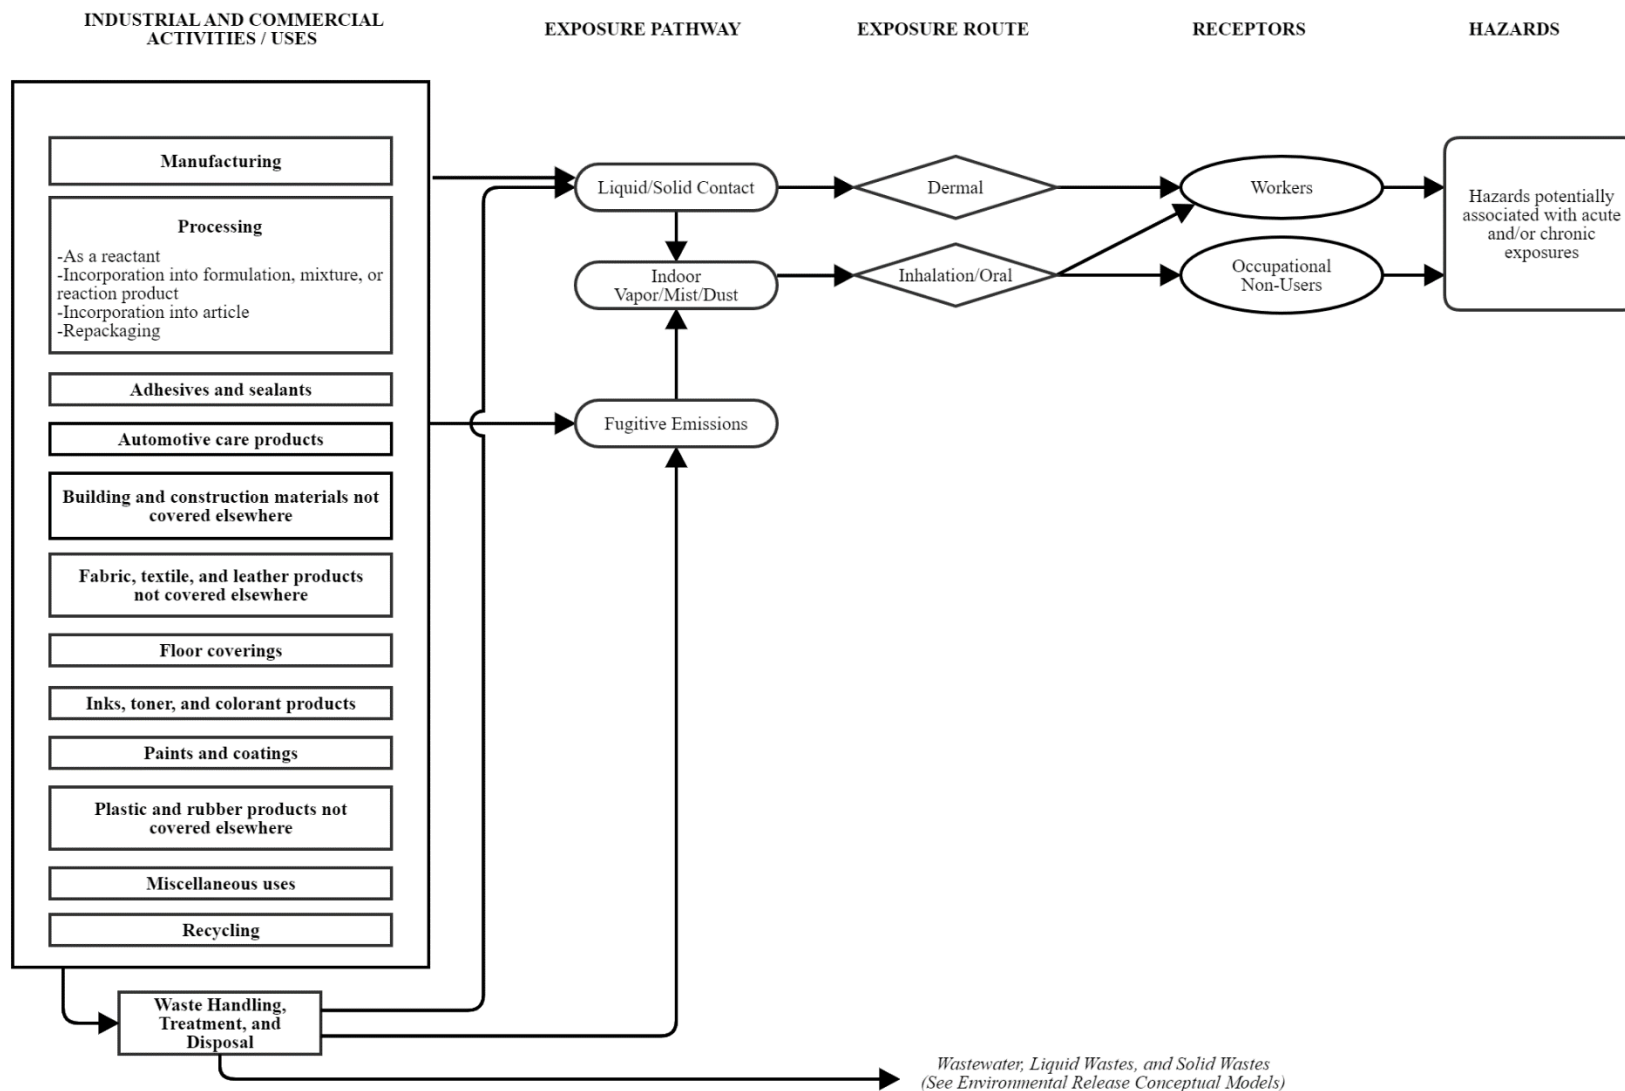 INDUSTRIAL AND COMMERCIAL
ACTIVITIES / USES
EXPOSURE PATHWAY
EXPOSURE ROUTE
RECEPTORS
HAZARDS
Manufacturing
Processing
-As a reactant
-Incorporation into formulation, mixture, or
reaction product
-Incorporation into article
-Repackaging
Adhesives and sealants
Automotive care products
Building and construction materials not
covered elsewhere
Fabric, textile, and leather products
not covered elsewhere
Floor coverings
Inks, toner, and colorant products
Paints and coatings
Plastic and rubber products not
covered elsewhere
Miscellaneous uses
Recycling
Waste Handling,
Treatment, and
Disposal
Liquid/Solid Contact
Indoor
Vapor/Mist/Dust
Fugitive Emissions
Dermal
Inhalation/Oral
Workers
Occupational
Non-Users
Hazards potentially
associated with acute
and/or chronic
exposures
Wastewater, Liquid Wastes, and Solid Wastes
(See Environmental Release Conceptual Models)